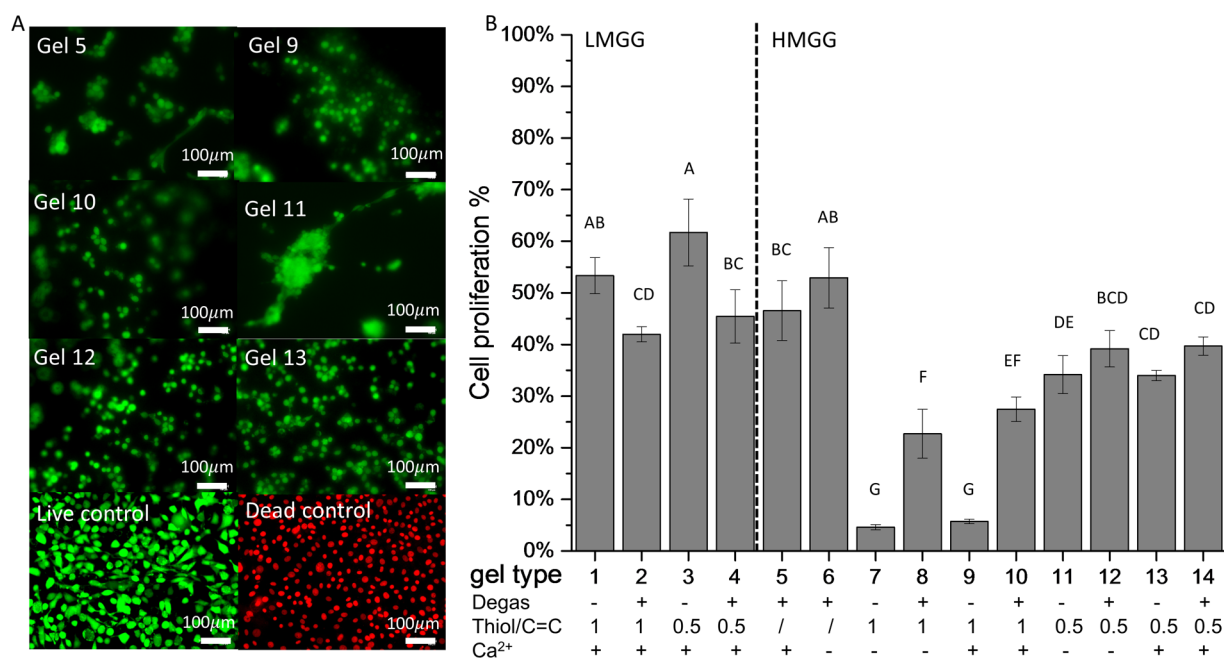 A
Gel 5
100μm
Gel 9
100μm
Gel 10
100μm
Gel 11
100μm
Gel 12
100μm
Gel 13
100μm
Live control
100μm
Dead control
100μm
B
LMGG
HMGG
Cell proliferation %
100%
90%
80%
70%
60%
50%
40%
30%
20%
10%
0%
AB
CD
A
BC
BC
AB
G
F
G
EF
DE
BCD
CD
CD
gel type 1 2 3 4 5 6 7 8 9 10 11 12 13 14
Degas - + - + + + - + - + - + - +
Thiol/C=C 1 1 0.5 0.5 / / 1 1 1 1 0.5 0.5 0.5 0.5
Ca²⁺ + + + + + - - - + + - - + +